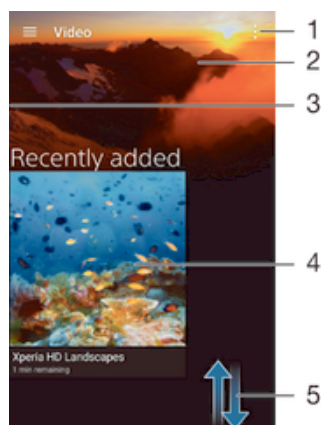 Video
1
2
3
Recently added
4
Xperia HD Landscapes
1 min remaining
5